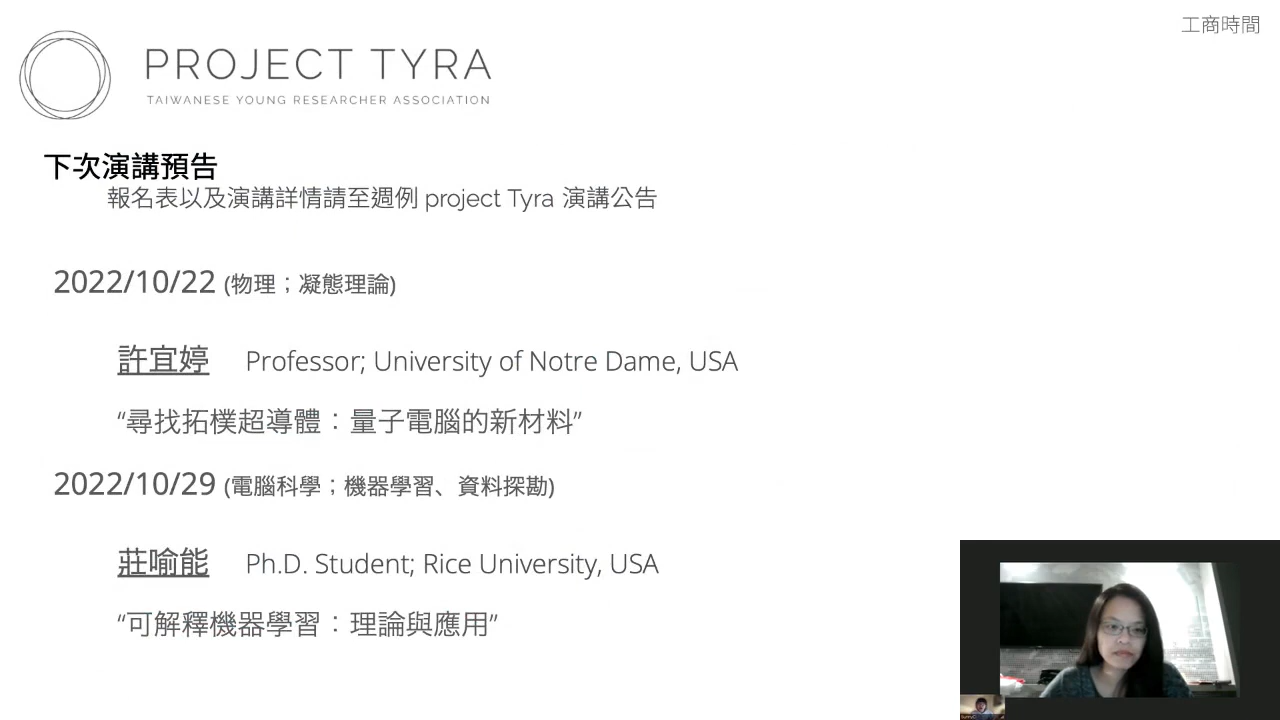 工商時間
PROJECT TYRA
TAIWANESE YOUNG RESEARCHER ASSOCIATION
下次演講預告
報名表以及演講詳情請至週例 project Tyra 演講公告
2022/10/22 (物理；凝態理論)
許宜婷 Professor; University of Notre Dame, USA
“尋找拓樸超導體：量子電腦的新材料”
2022/10/29 (電腦科學；機器學習、資料探勘)
莊喻能 Ph.D. Student; Rice University, USA
“可解釋機器學習：理論與應用”